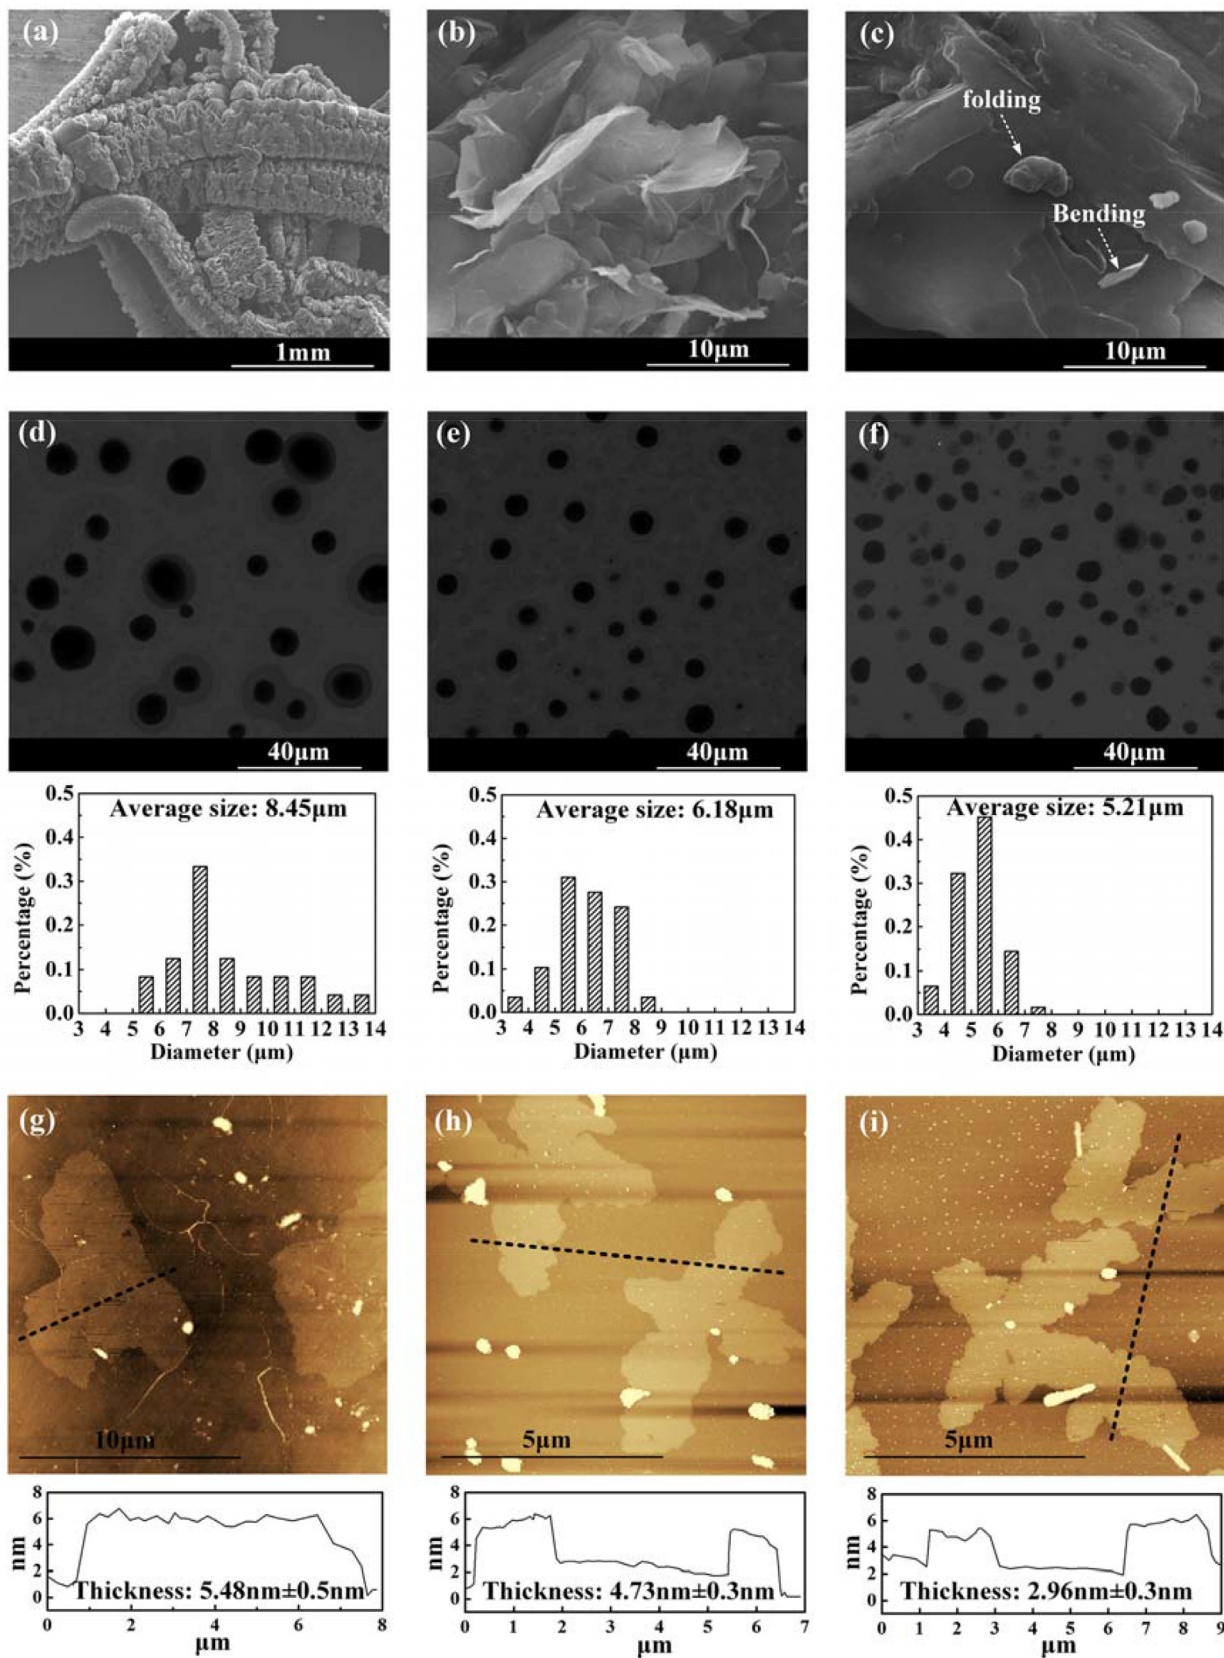 (a)
1mm
(b)
10μm
(c)
folding
Bending
10μm
(d)
40μm
(e)
40μm
(f)
40μm
Average size: 8.45μm
Percentage (%)
0.5
0.4
0.3
0.2
0.1
0.0
3 4 5 6 7 8 9 10 11 12 13 14
Diameter (μm)
Average size: 6.18μm
Percentage (%)
0.5
0.4
0.3
0.2
0.1
0.0
3 4 5 6 7 8 9 10 11 12 13 14
Diameter (μm)
Average size: 5.21μm
Percentage (%)
0.5
0.4
0.3
0.2
0.1
0.0
3 4 5 6 7 8 9 10 11 12 13 14
Diameter (μm)
(g)
10μm
(h)
5μm
(i)
5μm
nm
8
6
4
2
0
Thickness: 5.48nm±0.5nm
0 2 4 6 8
μm
nm
8
6
4
2
0
Thickness: 4.73nm±0.3nm
0 1 2 3 4 5 6 7
μm
nm
8
6
4
2
0
Thickness: 2.96nm±0.3nm
0 1 2 3 4 5 6 7 8 9
μm